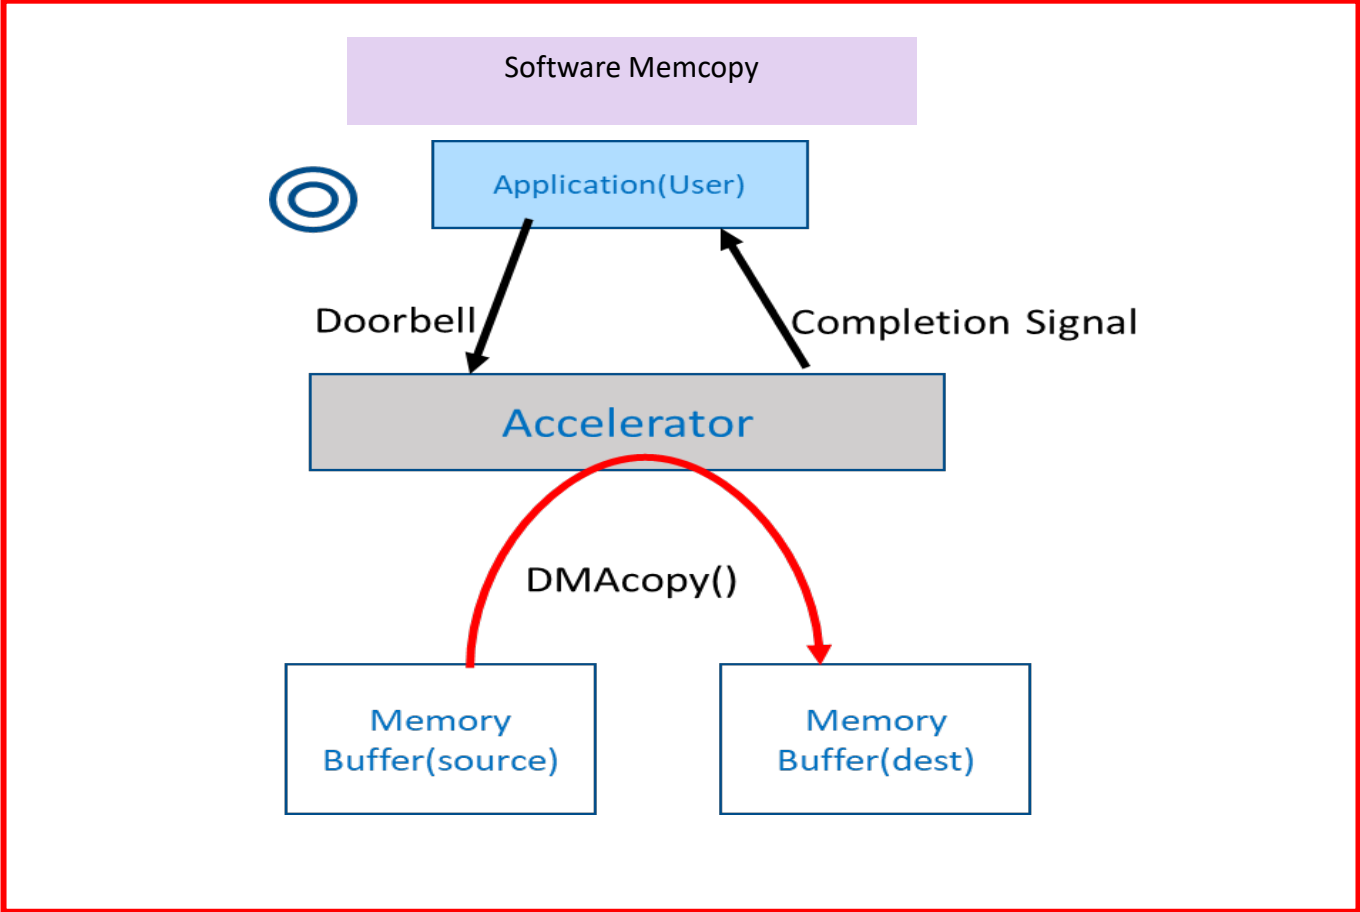 Software Memcopy
Application(User)
Doorbell
Completion Signal
Accelerator
DMAcopy()
Memory
Buffer(source)
Memory
Buffer(dest)